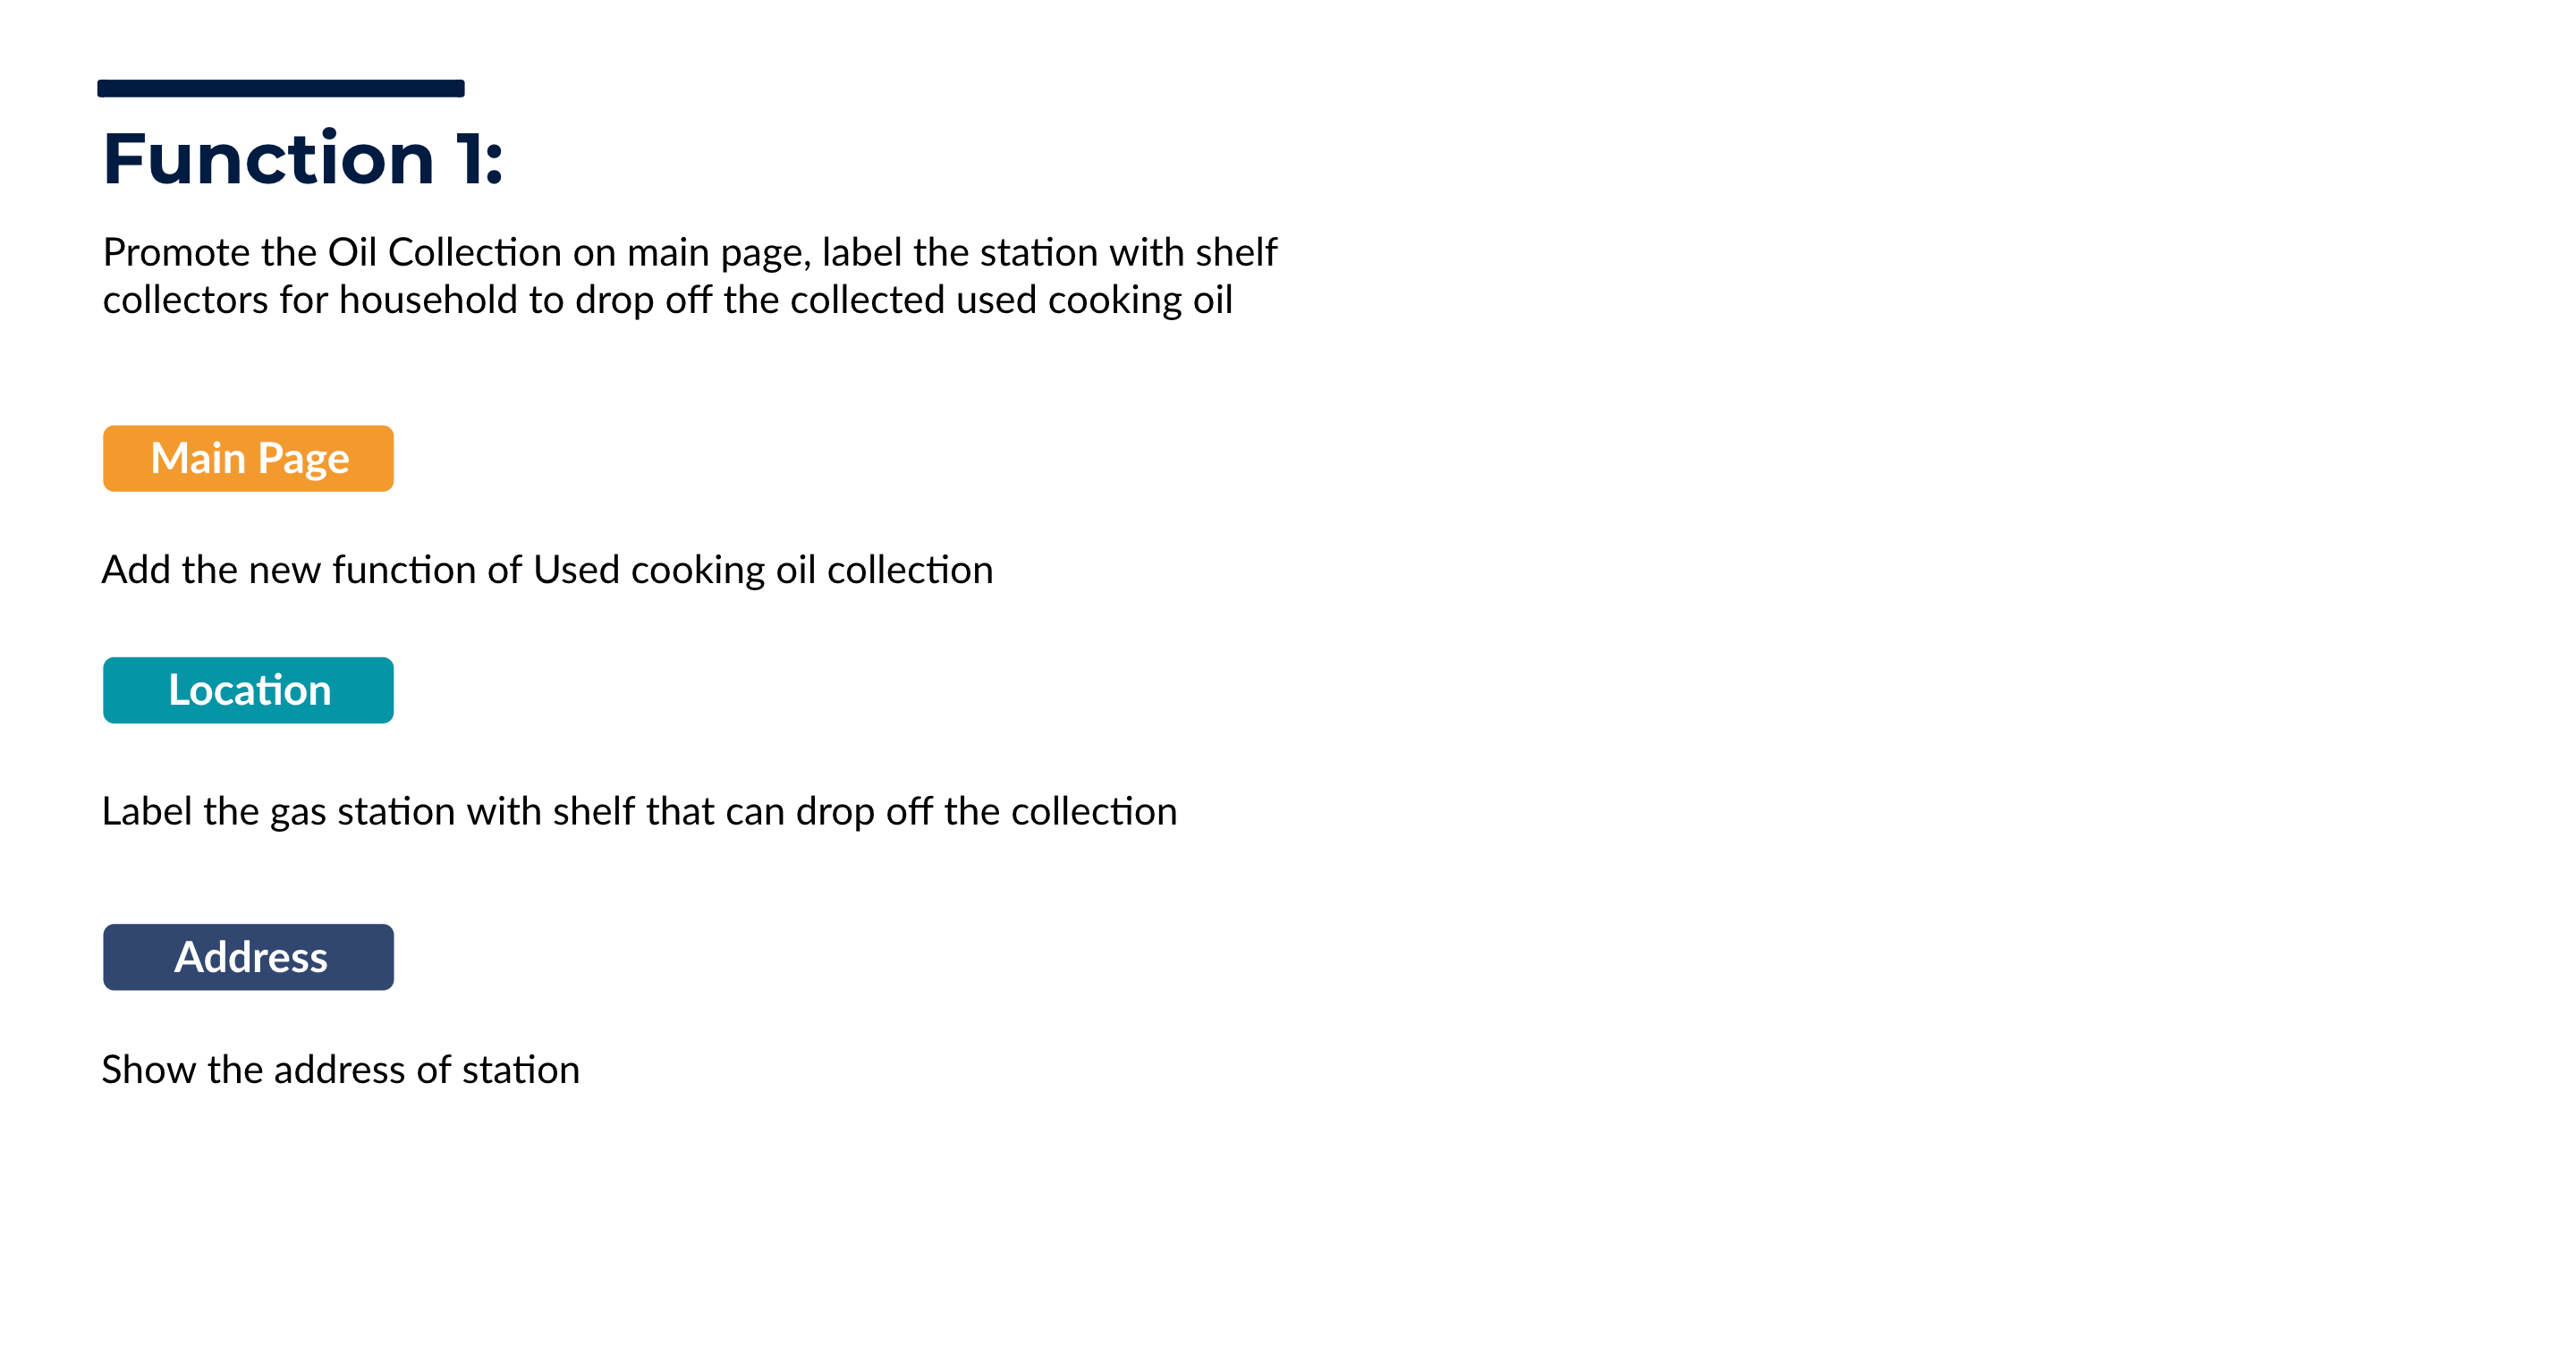 Function 1:
Promote the Oil Collection on main page, label the station with shelf
collectors for household to drop off the collected used cooking oil
Main Page
Add the new function of Used cooking oil collection
Location
Label the gas station with shelf that can drop off the collection
Address
Show the address of station